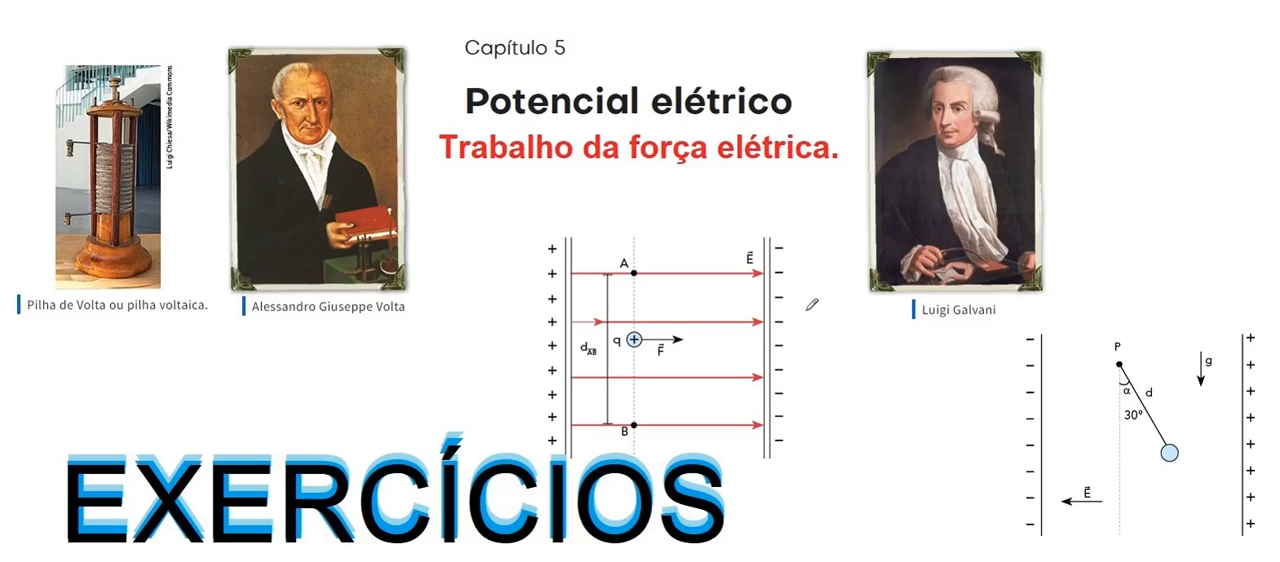 Capítulo 5
Potencial elétrico
Trabalho da força elétrica.
Luigi Chiesa/Wikimedia Commons
Pilha de Volta ou pilha voltaica.
Alessandro Giuseppe Volta
Luigi Galvani
A
E
q
F
dAB
B
P
g
α
d
30°
E
EXERCÍCIOS